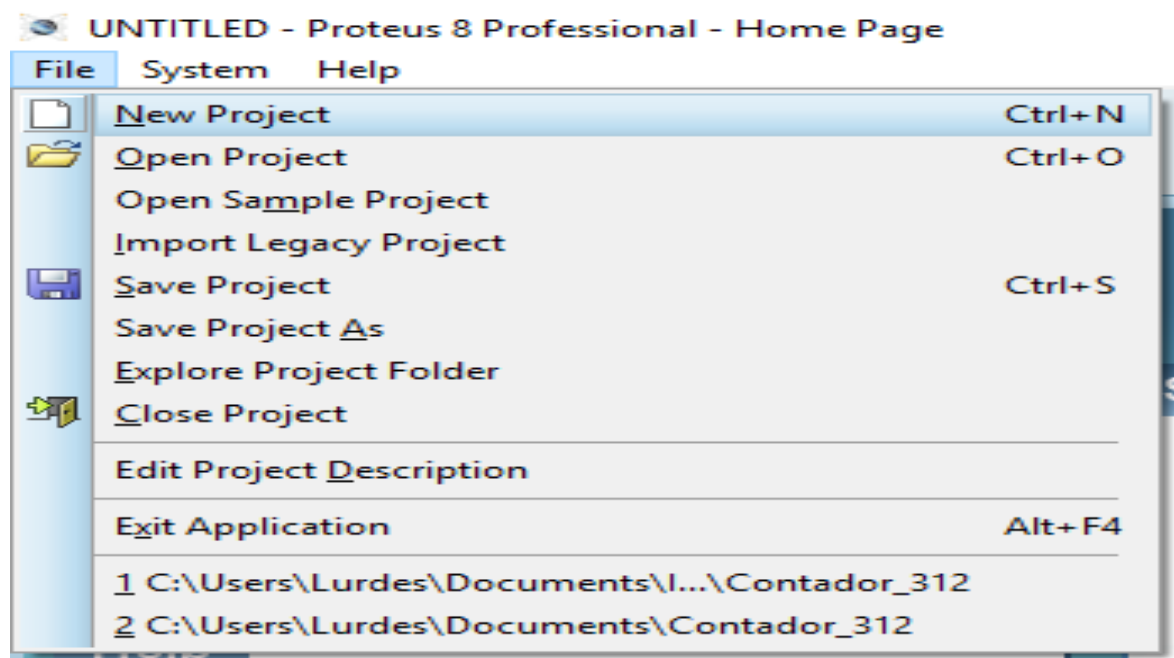 UNTITLED - Proteus 8 Professional - Home Page
File System Help
New Project Ctrl+N
Open Project Ctrl+O
Open Sample Project
Import Legacy Project
Save Project Ctrl+S
Save Project As
Explore Project Folder
Close Project
Edit Project Description
Exit Application Alt+F4
1 C:\Users\Lurdes\Documents\I...\Contador_312
2 C:\Users\Lurdes\Documents\Contador_312